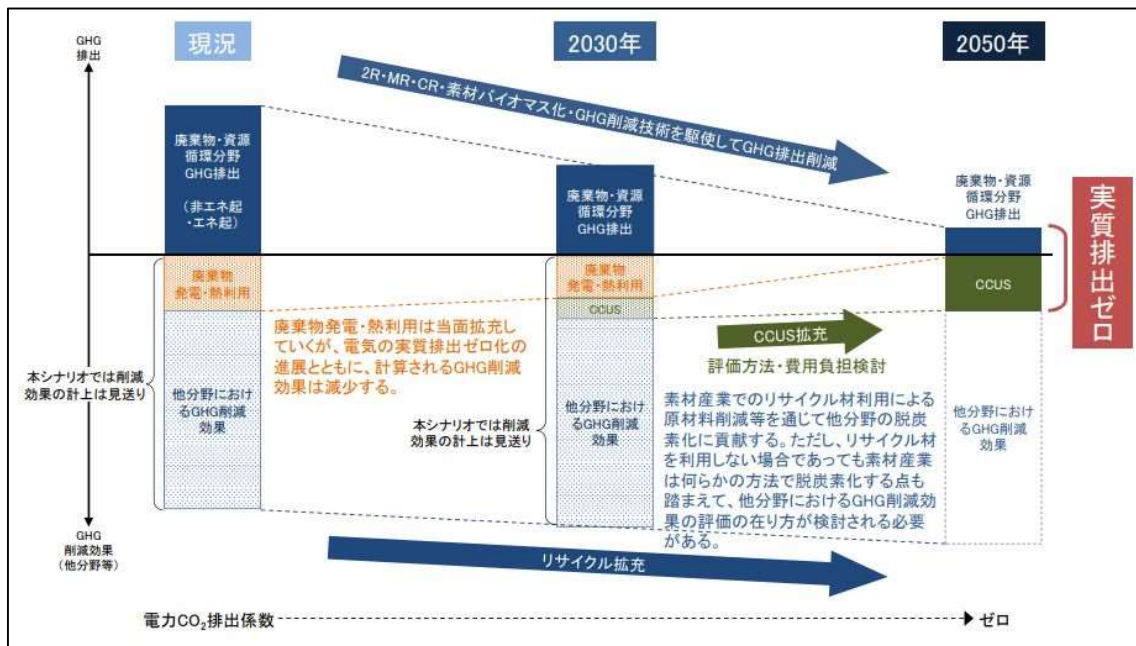 GHG
排出
現況
2030年
2050年
2R・MR・CR・素材バイオマス化・GHG削減技術を駆使してGHG排出削減
廃棄物・資源
循環分野
GHG排出
(非エネ起
・エネ起)
廃棄物・資源
循環分野
GHG排出
廃棄物・資源
循環分野
GHG排出
実質排出ゼロ
廃棄物
発電・熱利用
廃棄物
発電・熱利用
CCUS
CCUS
廃棄物発電・熱利用は当面拡充し
ていくが、電気の実質排出ゼロ化の
進展とともに、計算されるGHG削減
効果は減少する。
CCUS拡充
評価方法・費用負担検討
本シナリオでは削減
効果の計上は見送り
他分野におけ
るGHG削減
効果
本シナリオでは削減
効果の計上は見送り
他分野におけ
るGHG削減
効果
素材産業でのリサイクル材利用による
原材料削減等を通じて他分野の脱炭
素化に貢献する。ただし、リサイクル材
を利用しない場合であっても素材産業
は何らかの方法で脱炭素化する点も
踏まえて、他分野におけるGHG削減効
果の評価の在り方が検討される必要
がある。
他分野におけ
るGHG削減
効果
GHG
削減効果
(他分野等)
リサイクル拡充
電力CO₂排出係数
ゼロ